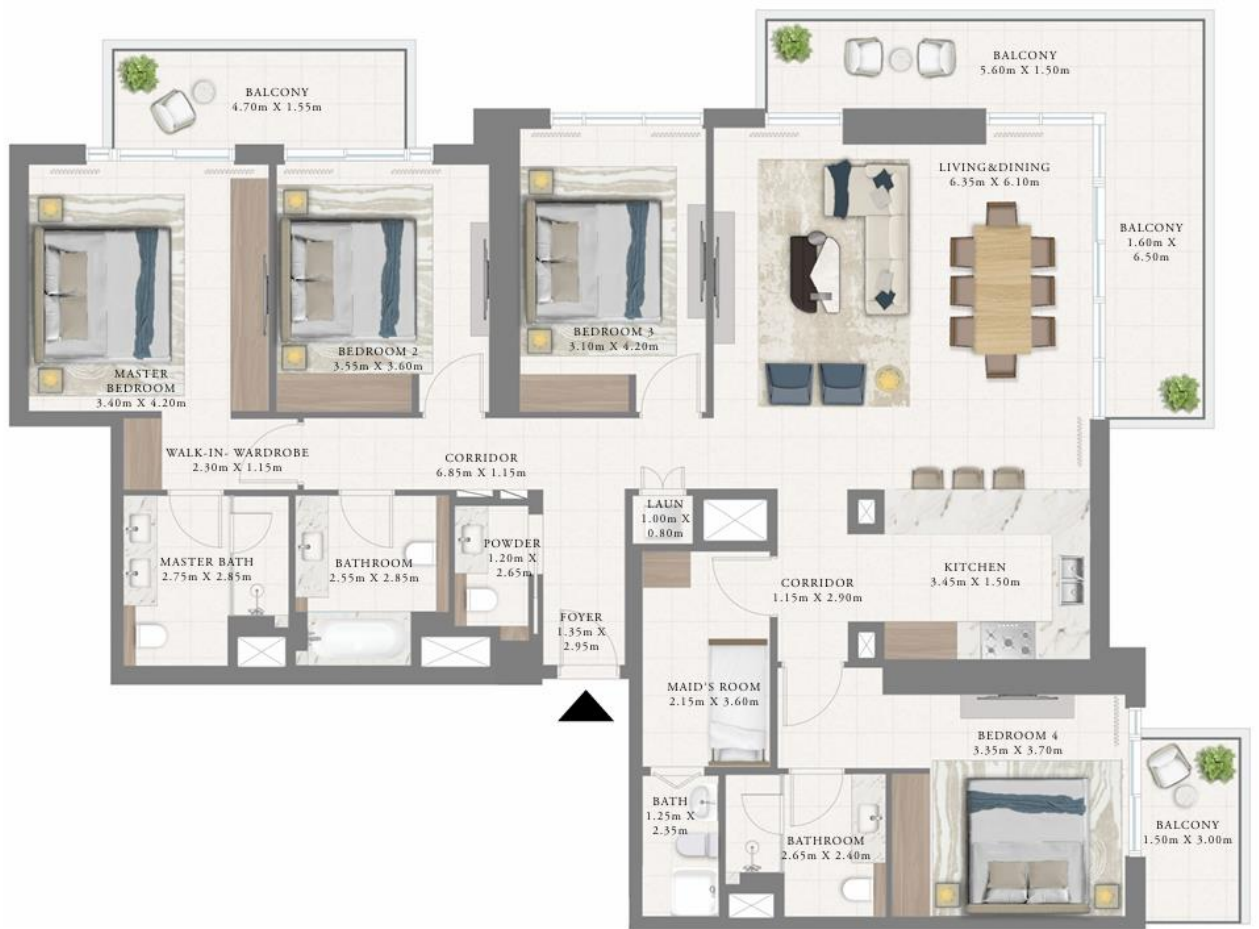 BALCONY
5.60m X 1.50m
BALCONY
4.70m X 1.55m
LIVING&DINING
6.35m X 6.10m
BALCONY
1.60m X
6.50m
BEDROOM 3
3.10m X 4.20m
BEDROOM 2
3.55m X 3.60m
MASTER
BEDROOM
3.40m X 4.20m
WALK-IN- WARDROBE
2.30m X 1.15m
CORRIDOR
6.85m X 1.15m
LAUN
1.00m X
0.80m
MASTER BATH
2.75m X 2.85m
BATHROOM
2.55m X 2.85m
POWDER
1.20m X
2.65m
CORRIDOR
1.15m X 2.90m
KITCHEN
3.45m X 1.50m
FOYER
1.35m X
2.95m
MAID'S ROOM
2.15m X 3.60m
BEDROOM 4
3.35m X 3.70m
BATH
1.25m X
2.35m
BATHROOM
2.65m X 2.40m
BALCONY
1.50m X 3.00m